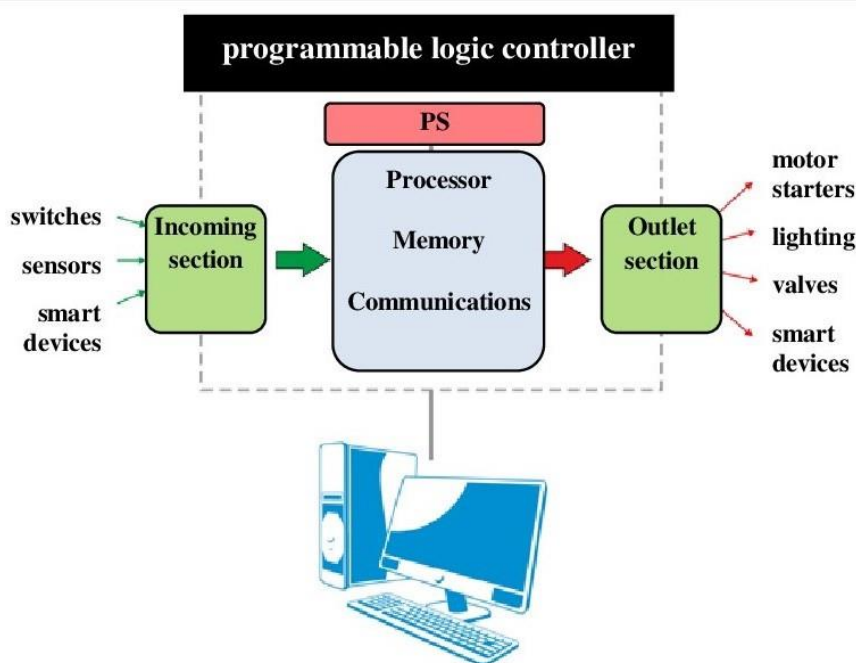 programmable logic controller
PS
Processor
Memory
Communications
switches
sensors
smart
devices
Incoming
section
Outlet
section
motor
starters
lighting
valves
smart
devices